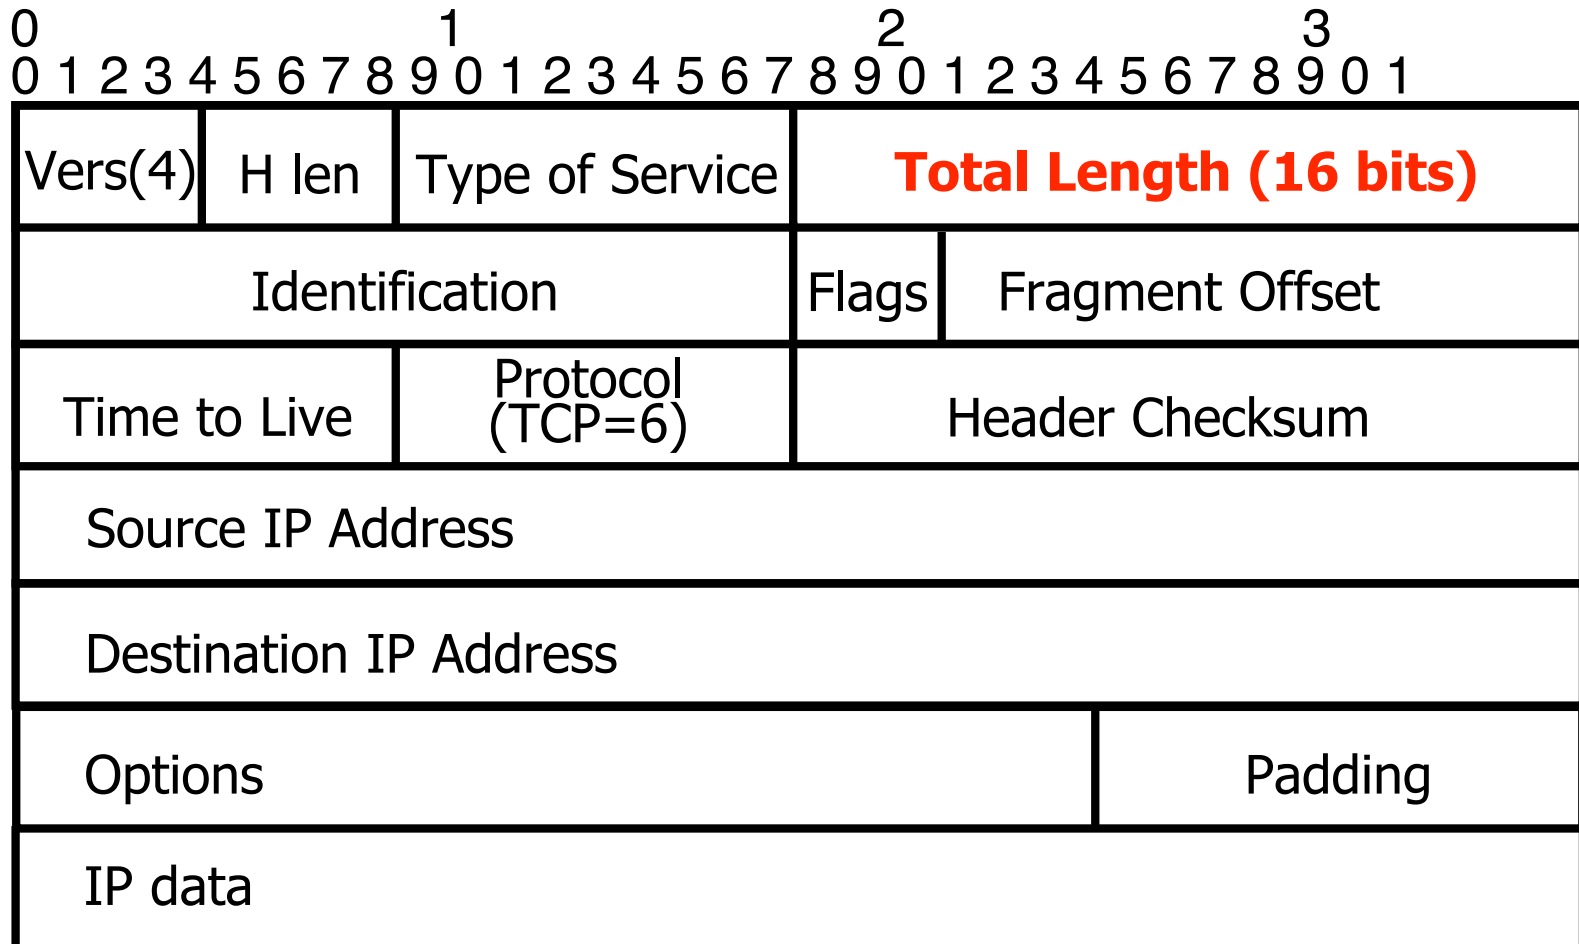 0 1 2 3
0 1 2 3 4 5 6 7 8 9 0 1 2 3 4 5 6 7 8 9 0 1 2 3 4 5 6 7 8 9 0 1
Vers(4) H len Type of Service Total Length (16 bits)
Identification Flags Fragment Offset
Time to Live Protocol Header Checksum
(TCP=6)
Source IP Address
Destination IP Address
Options Padding
IP data